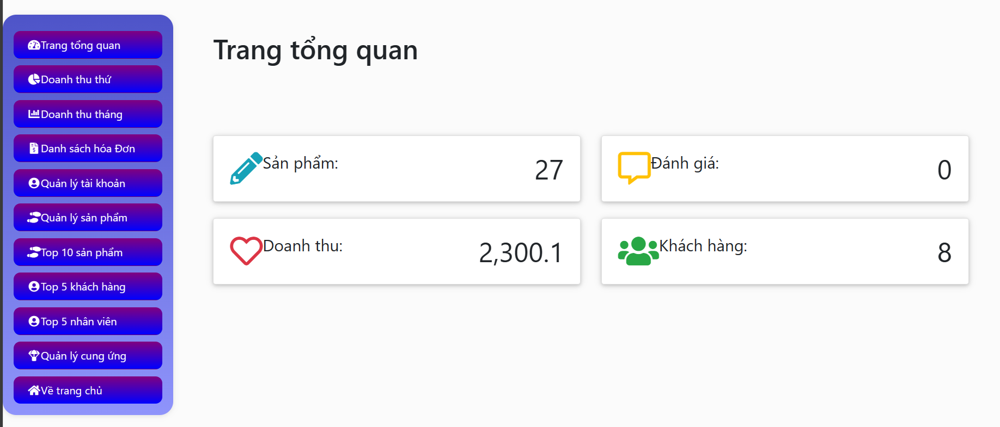 Trang tổng quan
Doanh thu thứ
Doanh thu tháng
Danh sách hóa Đơn
Quản lý tài khoản
Quản lý sản phẩm
Top 10 sản phẩm
Top 5 khách hàng
Top 5 nhân viên
Quản lý cung ứng
Về trang chủ
Trang tổng quan
Sản phẩm: 27
Đánh giá: 0
Doanh thu: 2,300.1
Khách hàng: 8